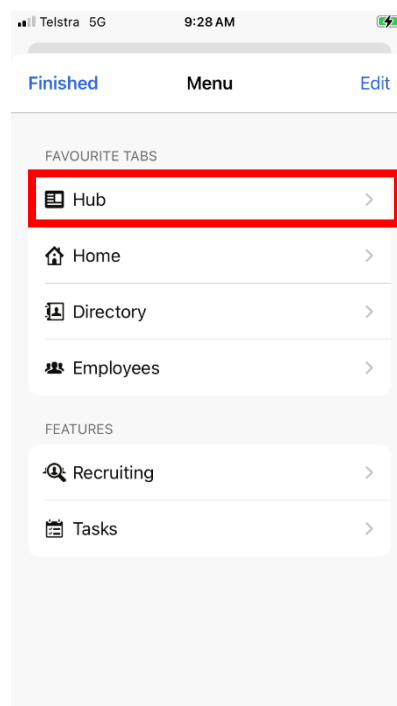 Telstra 5G 9:28 AM
Finished Menu Edit
FAVOURITE TABS
Hub
Home
Directory
Employees
FEATURES
Recruiting
Tasks